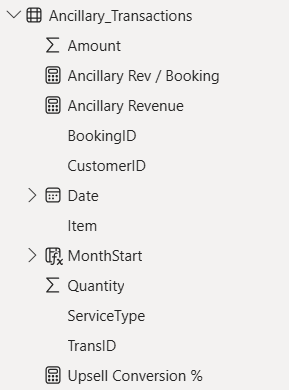 Ancillary_Transactions
Σ Amount
Ancillary Rev / Booking
Ancillary Revenue
BookingID
CustomerID
Date
Item
MonthStart
Σ Quantity
ServiceType
TransID
Upsell Conversion %